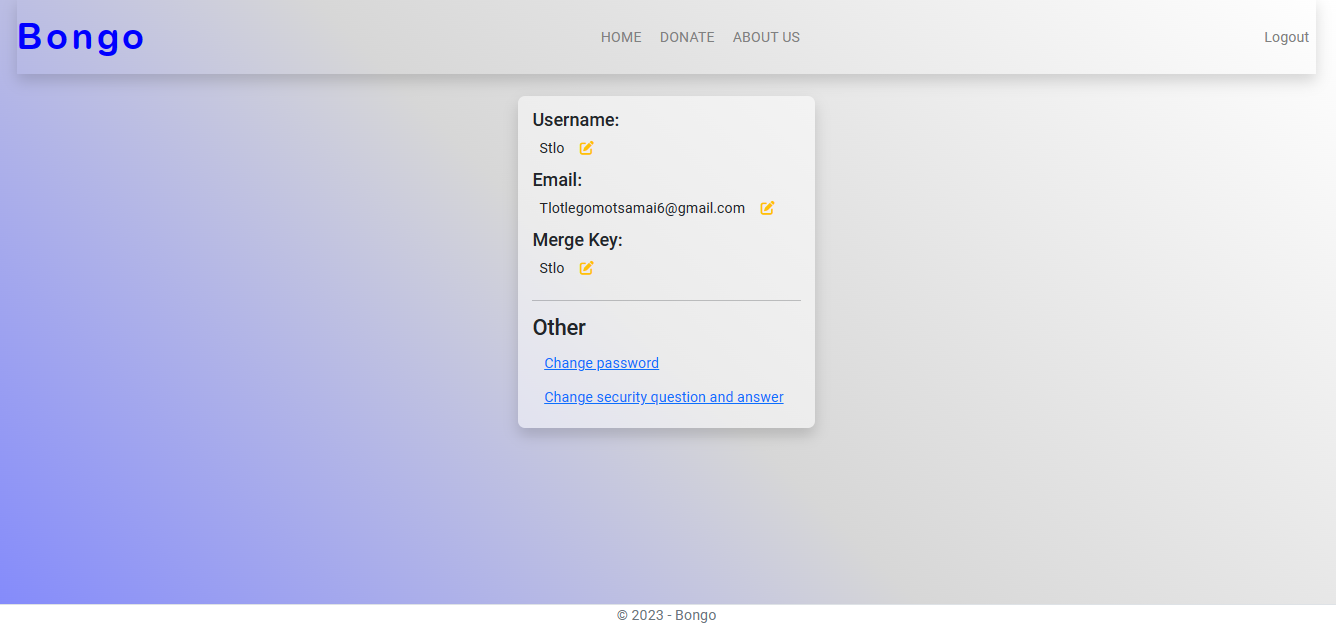 Bongo
HOME DONATE ABOUT US
Logout
Username:
Stlo
Email:
Tlotlegomotsamai6@gmail.com
Merge Key:
Stlo
Other
Change password
Change security question and answer
© 2023 - Bongo